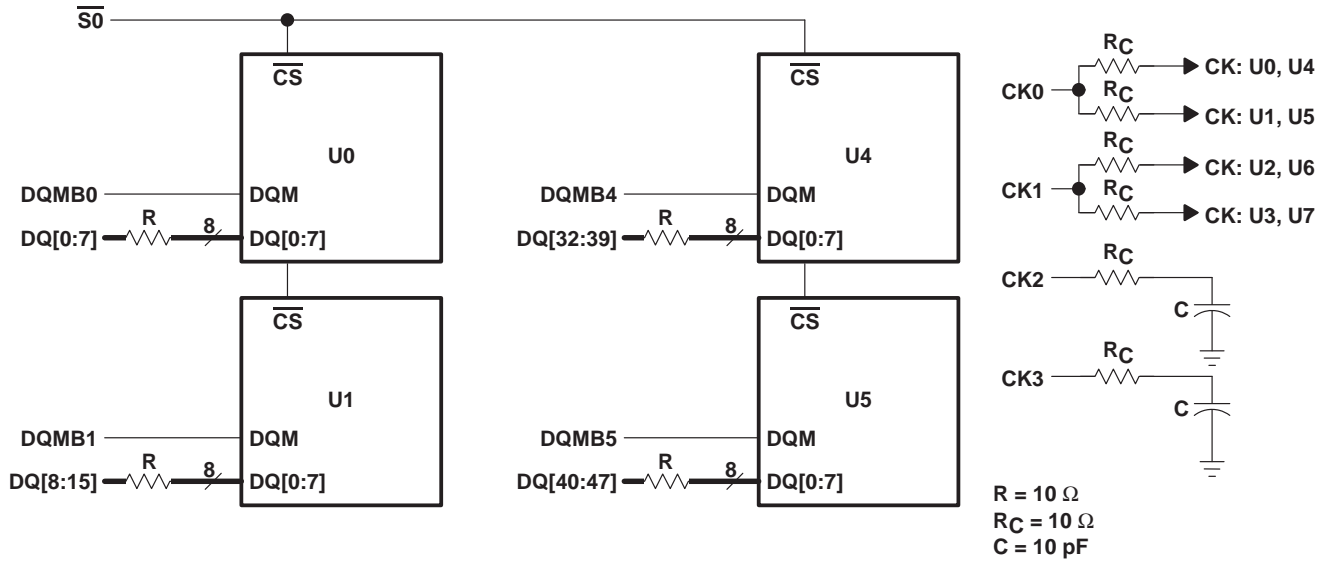 S0
CS
U0
DQMB0
DQM
R
8
DQ[0:7]
DQ[0:7]
CS
U1
DQMB1
DQM
R
8
DQ[8:15]
DQ[0:7]
CS
U4
DQMB4
DQM
R
8
DQ[32:39]
DQ[0:7]
CS
U5
DQMB5
DQM
R
8
DQ[40:47]
DQ[0:7]
RC
CK: U0, U4
CK0
RC
CK: U1, U5
RC
CK: U2, U6
CK1
RC
CK: U3, U7
RC
CK2
C
RC
CK3
C
R = 10 Ω
RC = 10 Ω
C = 10 pF